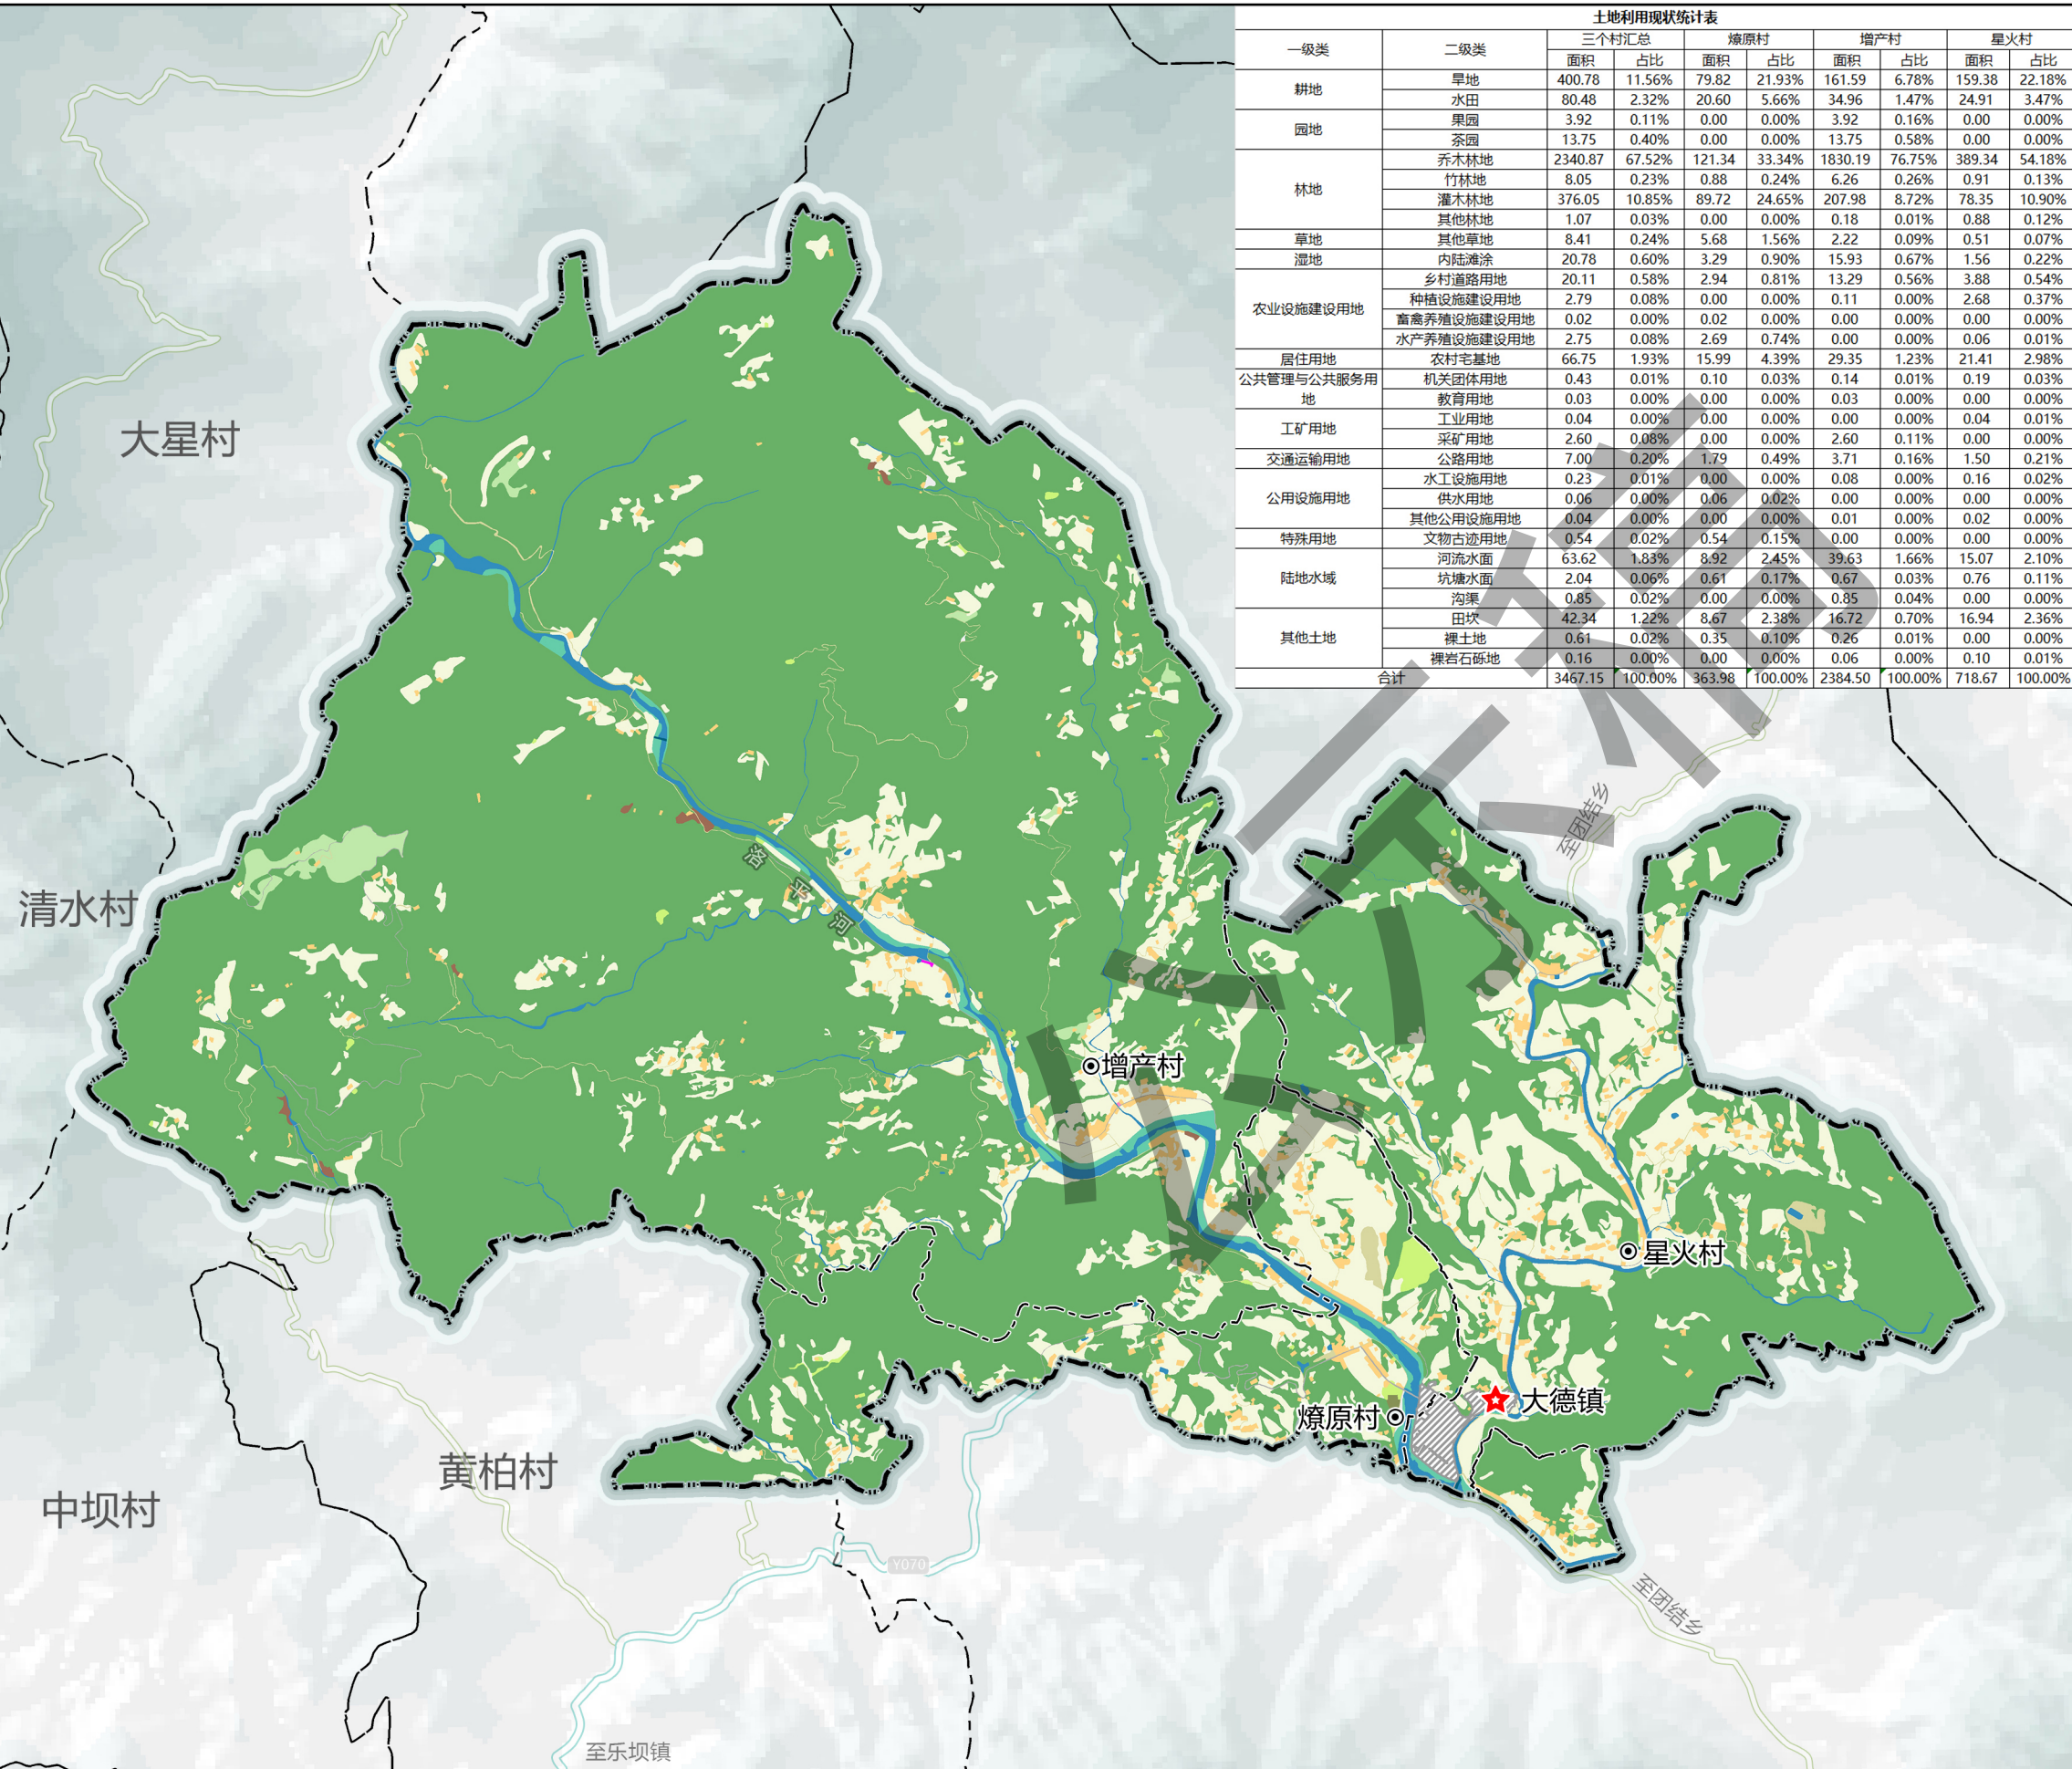 土地利用现状统计表
一级类 二级类 三个村汇总 燎原村 增产村 星火村
面积 占比 面积 占比 面积 占比 面积 占比
耕地 旱地 400.78 11.56% 79.82 21.93% 161.59 6.78% 159.38 22.18%
水田 80.48 2.32% 20.60 5.66% 34.96 1.47% 24.91 3.47%
园地 果园 3.92 0.11% 0.00 0.00% 3.92 0.16% 0.00 0.00%
茶园 13.75 0.40% 0.00 0.00% 13.75 0.58% 0.00 0.00%
林地 乔木林地 2340.87 67.52% 121.34 33.34% 1830.19 76.75% 389.34 54.18%
竹林地 8.05 0.23% 0.88 0.24% 6.26 0.26% 0.91 0.13%
灌木林地 376.05 10.85% 89.72 24.65% 207.98 8.72% 78.35 10.90%
其他林地 1.07 0.03% 0.00 0.00% 0.18 0.01% 0.88 0.12%
草地 其他草地 8.41 0.24% 5.68 1.56% 2.22 0.09% 0.51 0.07%
湿地 内陆滩涂 20.78 0.60% 3.29 0.90% 15.93 0.67% 1.56 0.22%
农业设施建设用地 乡村道路用地 20.11 0.58% 2.94 0.81% 13.29 0.56% 3.88 0.54%
种植设施建设用地 2.79 0.08% 0.00 0.00% 0.11 0.00% 2.68 0.37%
畜禽养殖设施建设用地 0.02 0.00% 0.02 0.00% 0.00 0.00% 0.00 0.00%
水产养殖设施建设用地 2.75 0.08% 2.69 0.74% 0.00 0.00% 0.06 0.01%
居住用地 农村宅基地 66.75 1.93% 15.99 4.39% 29.35 1.23% 21.41 2.98%
公共管理与公共服务用地 机关团体用地 0.43 0.01% 0.10 0.03% 0.14 0.01% 0.19 0.03%
教育用地 0.03 0.00% 0.00 0.00% 0.03 0.00% 0.00 0.00%
工矿用地 工业用地 0.04 0.00% 0.00 0.00% 0.00 0.00% 0.04 0.01%
采矿用地 2.60 0.08% 0.00 0.00% 2.60 0.11% 0.00 0.00%
交通运输用地 公路用地 7.00 0.20% 1.79 0.49% 3.71 0.16% 1.50 0.21%
公用设施用地 水工设施用地 0.23 0.01% 0.00 0.00% 0.08 0.00% 0.16 0.02%
供水用地 0.06 0.00% 0.06 0.02% 0.00 0.00% 0.00 0.00%
其他公用设施用地 0.04 0.00% 0.00 0.00% 0.01 0.00% 0.02 0.00%
特殊用地 文物古迹用地 0.54 0.02% 0.54 0.15% 0.00 0.00% 0.00 0.00%
陆地水域 河流水面 63.62 1.83% 8.92 2.45% 39.63 1.66% 15.07 2.10%
坑塘水面 2.04 0.06% 0.61 0.17% 0.67 0.03% 0.76 0.11%
沟渠 0.85 0.02% 0.00 0.00% 0.85 0.04% 0.00 0.00%
其他土地 田坎 42.34 1.22% 8.67 2.38% 16.72 0.70% 16.94 2.36%
裸土地 0.61 0.02% 0.35 0.10% 0.26 0.01% 0.00 0.00%
裸岩石砾地 0.16 0.00% 0.00 0.00% 0.06 0.00% 0.10 0.01%
合计 3467.15 100.00% 363.98 100.00% 2384.50 100.00% 718.67 100.00%
大星村
至团结乡
清水村
增产村
星火村
大德镇
燎原村
黄柏村
中坝村
Y070
至团结乡
至乐坝镇
公示稿